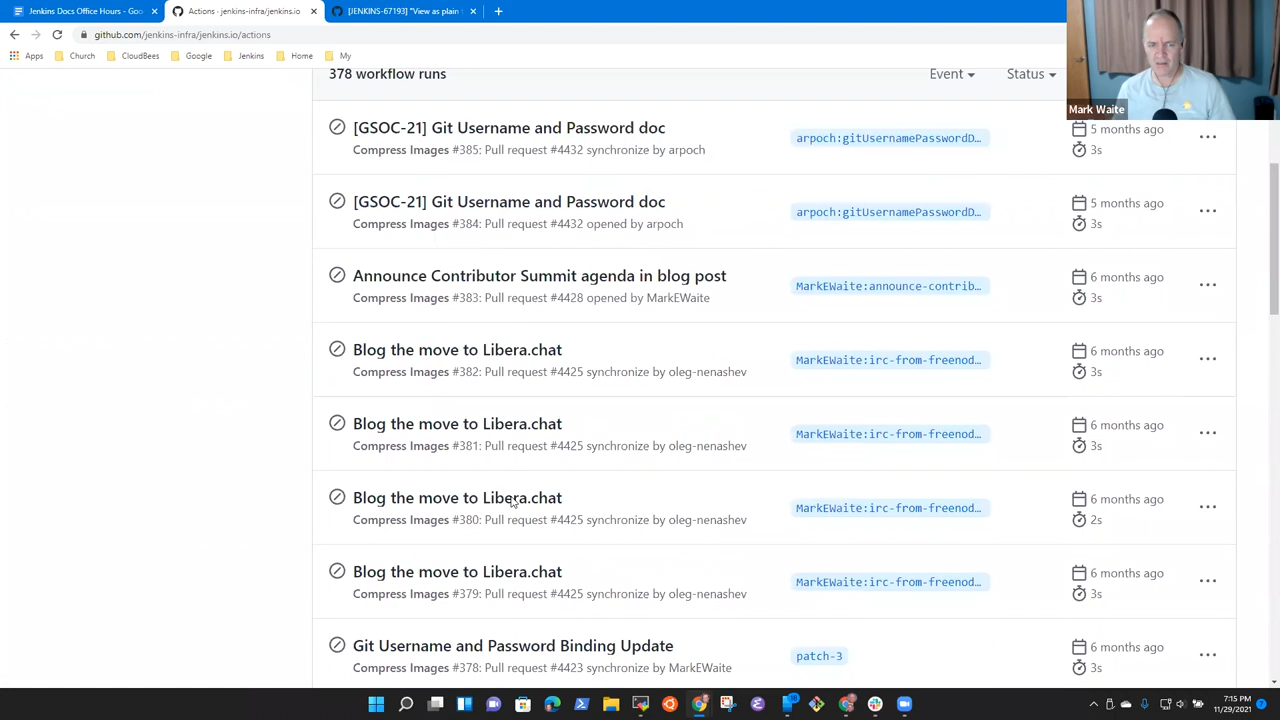 Jenkins Docs Office Hours - Goo
Actions · jenkins-infra/jenkins.io
[JENKINS-67193] "View as plain
github.com/jenkins-infra/jenkins.io/actions
Apps
Church
CloudBees
Google
Jenkins
Home
My
Mark Waite
378 workflow runs
Event
Status
[GSOC-21] Git Username and Password doc
Compress Images #385: Pull request #4432 synchronize by arpoch
arpoch:gitUsernamePasswordD…
5 months ago
3s
[GSOC-21] Git Username and Password doc
Compress Images #384: Pull request #4432 opened by arpoch
arpoch:gitUsernamePasswordD…
5 months ago
3s
Announce Contributor Summit agenda in blog post
Compress Images #383: Pull request #4428 opened by MarkEWaite
MarkEWaite:announce-contrib…
6 months ago
3s
Blog the move to Libera.chat
Compress Images #382: Pull request #4425 synchronize by oleg-nenashev
MarkEWaite:irc-from-freenod…
6 months ago
3s
Blog the move to Libera.chat
Compress Images #381: Pull request #4425 synchronize by oleg-nenashev
MarkEWaite:irc-from-freenod…
6 months ago
3s
Blog the move to Libera.chat
Compress Images #380: Pull request #4425 synchronize by oleg-nenashev
MarkEWaite:irc-from-freenod…
6 months ago
2s
Blog the move to Libera.chat
Compress Images #379: Pull request #4425 synchronize by oleg-nenashev
MarkEWaite:irc-from-freenod…
6 months ago
3s
Git Username and Password Binding Update
Compress Images #378: Pull request #4423 synchronize by MarkEWaite
patch-3
6 months ago
3s
7:15 PM
11/29/2021